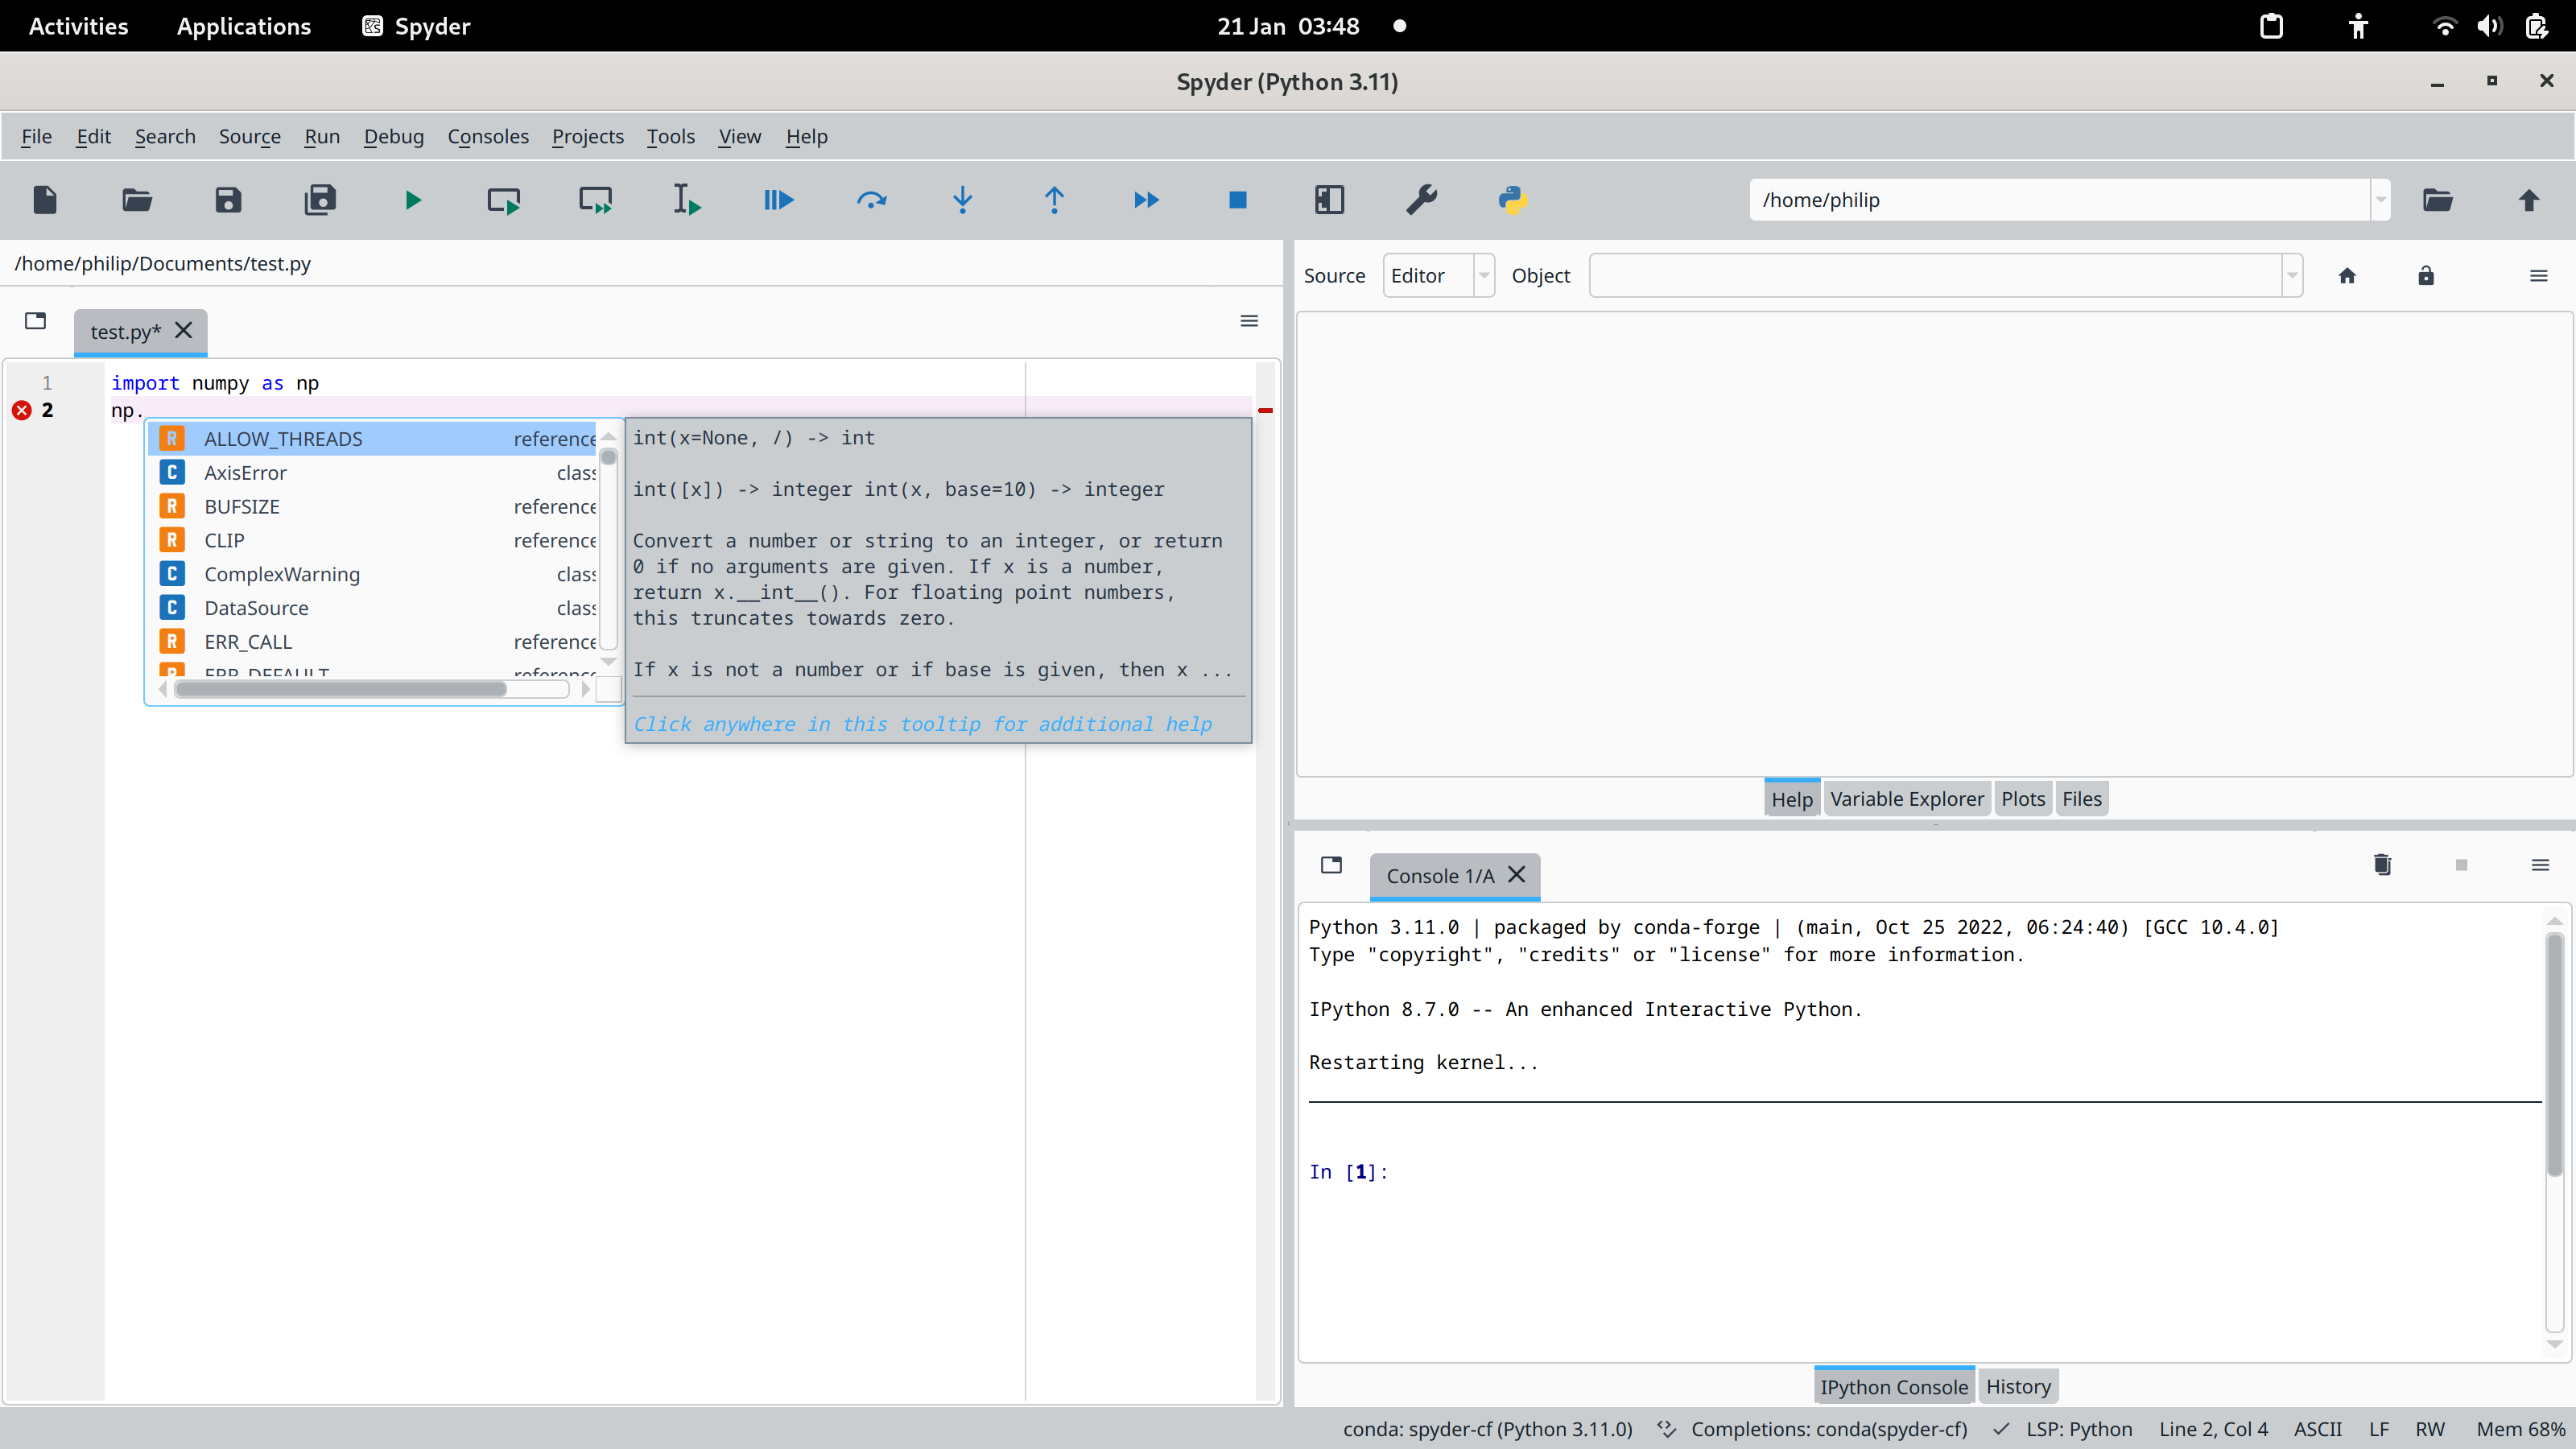 Activities Applications Spyder 21 Jan 03:48
Spyder (Python 3.11)
File Edit Search Source Run Debug Consoles Projects Tools View Help
/home/philip
/home/philip/Documents/test.py
Source Editor Object
test.py*
1 import numpy as np
2 np.
ALLOW_THREADS reference
AxisError class
BUFSIZE reference
CLIP reference
ComplexWarning class
DataSource class
ERR_CALL reference
ERR_DEFAULT reference
int(x=None, /) -> int
int([x]) -> integer int(x, base=10) -> integer
Convert a number or string to an integer, or return
0 if no arguments are given. If x is a number,
return x.__int__(). For floating point numbers,
this truncates towards zero.
If x is not a number or if base is given, then x ...
Click anywhere in this tooltip for additional help
Help Variable Explorer Plots Files
Console 1/A
Python 3.11.0 | packaged by conda-forge | (main, Oct 25 2022, 06:24:40) [GCC 10.4.0]
Type "copyright", "credits" or "license" for more information.
IPython 8.7.0 -- An enhanced Interactive Python.
Restarting kernel...
In [1]:
IPython Console History
conda: spyder-cf (Python 3.11.0) Completions: conda(spyder-cf) LSP: Python Line 2, Col 4 ASCII LF RW Mem 68%